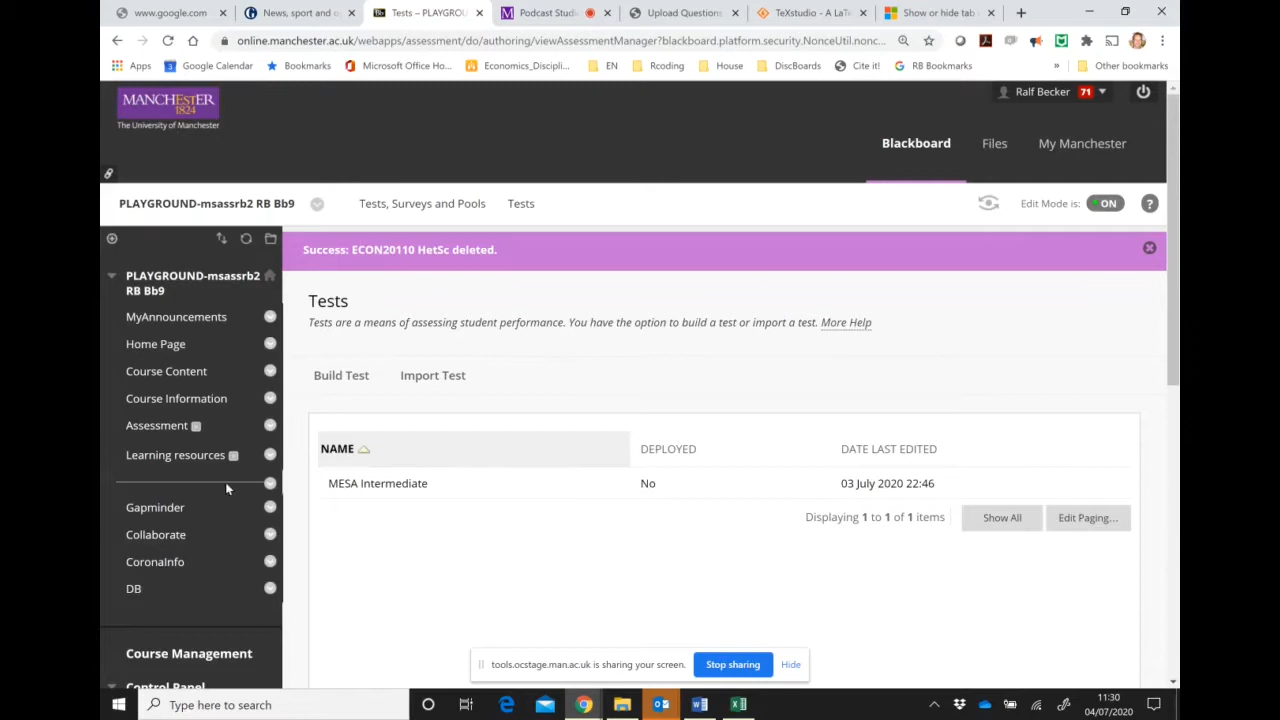 www.google.com
News, sport and o
Tests – PLAYGROU
Podcast Studi
Upload Questions
TeXstudio - A LaTe
Show or hide tab
online.manchester.ac.uk/webapps/assessment/do/authoring/viewAssessmentManager?blackboard.platform.security.NonceUtil.nonc...
Apps
Google Calendar
Bookmarks
Microsoft Office Ho...
Economics_Discipli...
EN
Rcoding
House
DiscBoards
Cite it!
RB Bookmarks
»
Other bookmarks
MANCHESTER
1824
The University of Manchester
Ralf Becker 71
Blackboard
Files
My Manchester
PLAYGROUND-msassrb2 RB Bb9
Tests, Surveys and Pools
Tests
Edit Mode is: ON
?
Success: ECON20110 HetSc deleted.
PLAYGROUND-msassrb2
RB Bb9
MyAnnouncements
Home Page
Course Content
Course Information
Assessment
Learning resources
Gapminder
Collaborate
CoronaInfo
DB
Course Management
Control Panel
Tests
Tests are a means of assessing student performance. You have the option to build a test or import a test. More Help
Build Test
Import Test
NAME
DEPLOYED
DATE LAST EDITED
MESA Intermediate
No
03 July 2020 22:46
Displaying 1 to 1 of 1 items
Show All
Edit Paging...
tools.ocstage.man.ac.uk is sharing your screen.
Stop sharing
Hide
Type here to search
11:30
04/07/2020